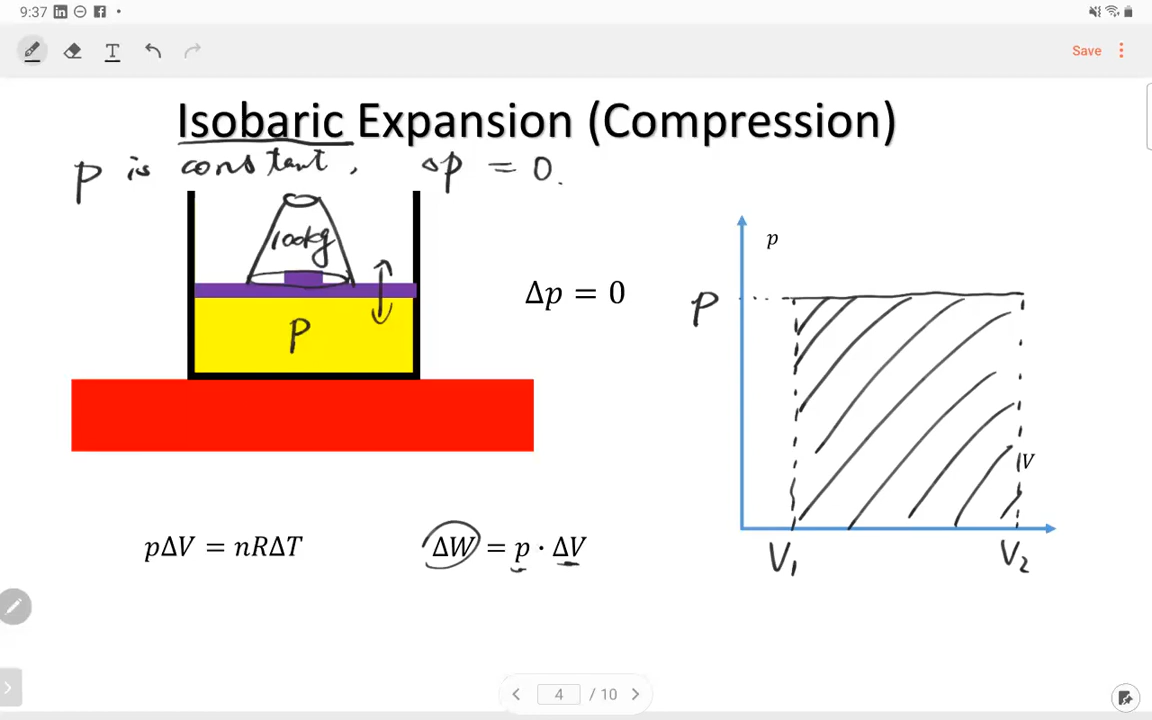 9:37
Save
Isobaric Expansion (Compression)
p is constant, Δp = 0.
100kg
p
P
Δp = 0
P
V
pΔV = nRΔT
ΔW = p · ΔV
V₁
V₂
4 / 10